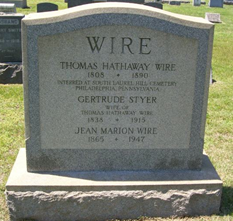 WIRE
THOMAS HATHAWAY WIRE
1808 • 1890
INTERRED AT SOUTH LAUREL HILL CEMETERY
PHILADELPHIA, PENNSYLVANIA
GERTRUDE STYER
WIFE OF
THOMAS HATHAWAY WIRE
1838 • 1915
JEAN MARION WIRE
1865 • 1947